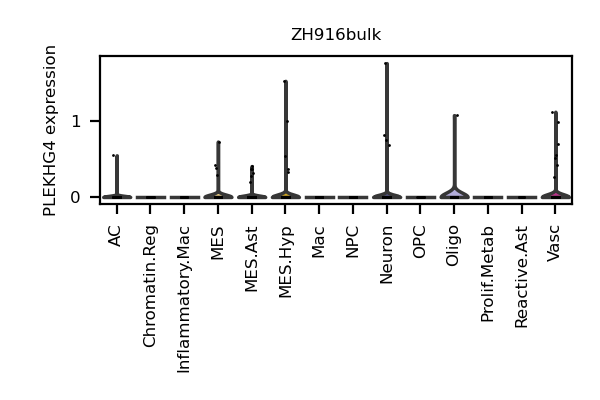 ZH916bulk
PLEKHG4 expression
1
0
AC
Chromatin.Reg
Inflammatory.Mac
MES
MES.Ast
MES.Hyp
Mac
NPC
Neuron
OPC
Oligo
Prolif.Metab
Reactive.Ast
Vasc